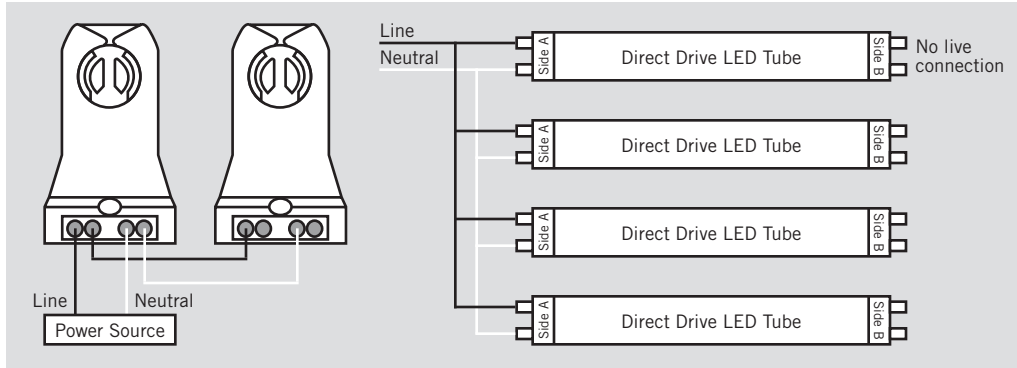 Line
Neutral
Power Source
Line
Neutral
Side A
Direct Drive LED Tube
Side B
No live
connection
Side A
Direct Drive LED Tube
Side B
Side A
Direct Drive LED Tube
Side B
Side A
Direct Drive LED Tube
Side B